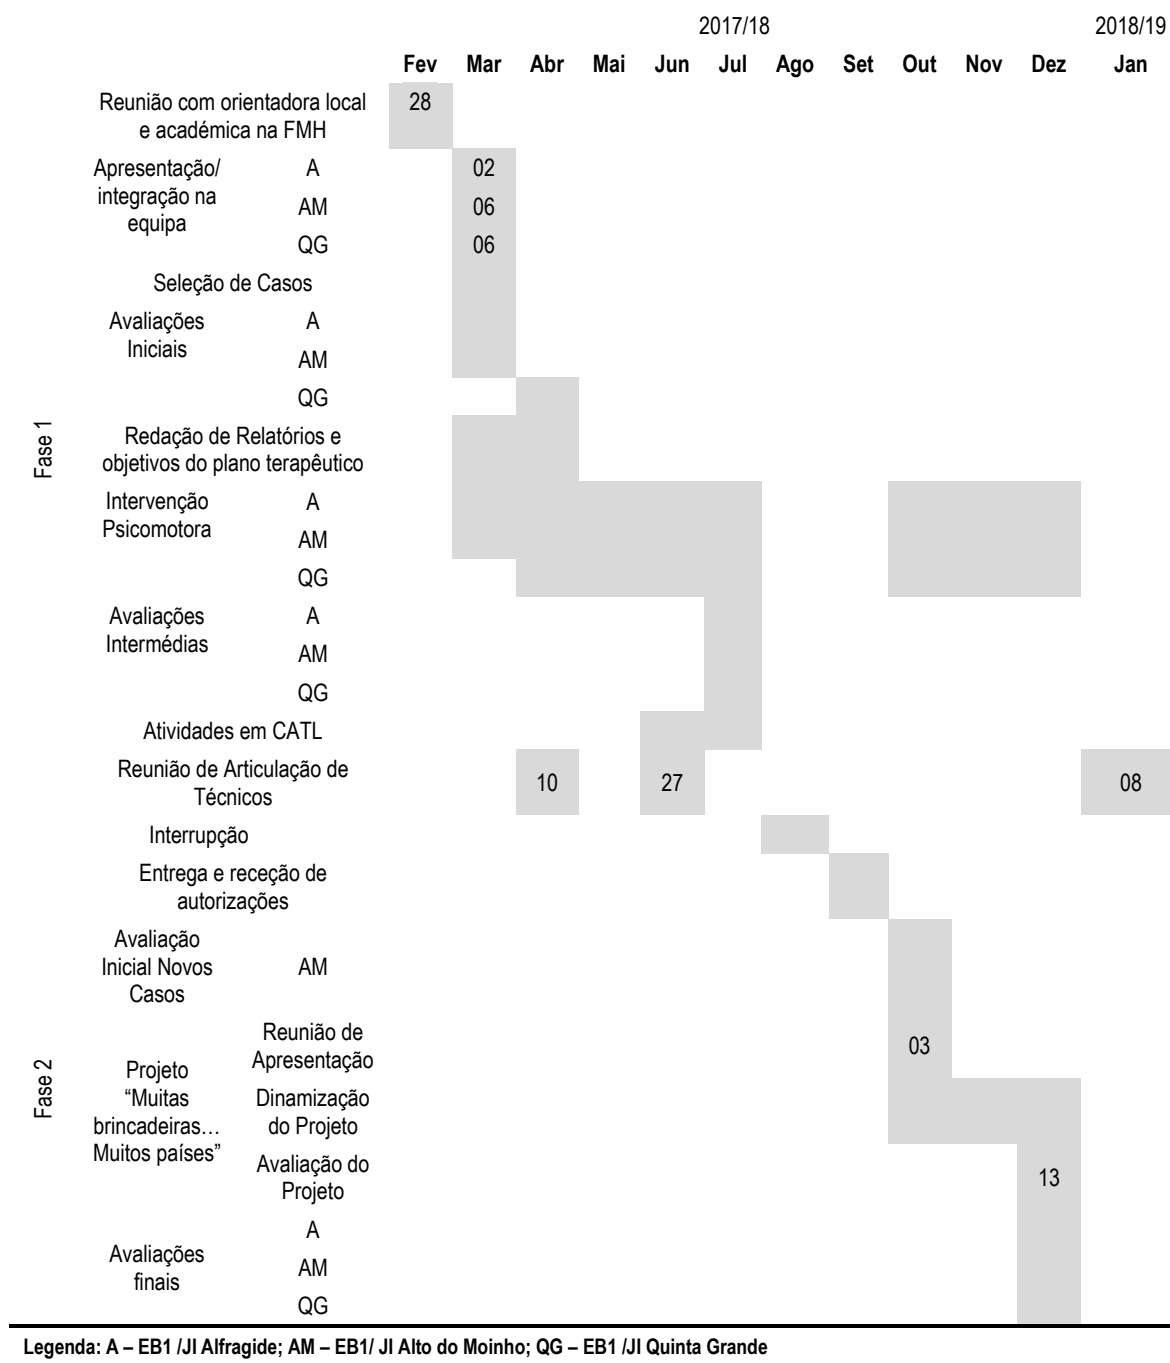 2017/18 2018/19
Fev Mar Abr Mai Jun Jul Ago Set Out Nov Dez Jan
Fase 1
Reunião com orientadora local
e académica na FMH
28
Apresentação/
integração na
equipa
A 02
AM 06
QG 06
Seleção de Casos
Avaliações
Iniciais
A
AM
QG
Redação de Relatórios e
objetivos do plano terapêutico
Intervenção
Psicomotora
A
AM
QG
Avaliações
Intermédias
A
AM
QG
Atividades em CATL
Reunião de Articulação de
Técnicos
10 27 08
Interrupção
Entrega e receção de
autorizações
Fase 2
Avaliação
Inicial Novos
Casos
AM
Projeto
“Muitas
brincadeiras…
Muitos países”
Reunião de
Apresentação
03
Dinamização
do Projeto
Avaliação do
Projeto
13
Avaliações
finais
A
AM
QG
Legenda: A – EB1 /JI Alfragide; AM – EB1/ JI Alto do Moinho; QG – EB1 /JI Quinta Grande